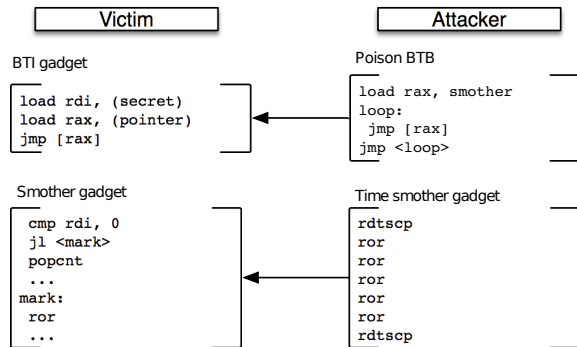 Victim
BTI gadget
load rdi, (secret)
load rax, (pointer)
jmp [rax]
Smother gadget
cmp rdi, 0
jl <mark>
popcnt
...
mark:
ror
...
Attacker
Poison BTB
load rax, smother
loop:
jmp [rax]
jmp <loop>
Time smother gadget
rdtscp
ror
ror
ror
ror
ror
rdtscp